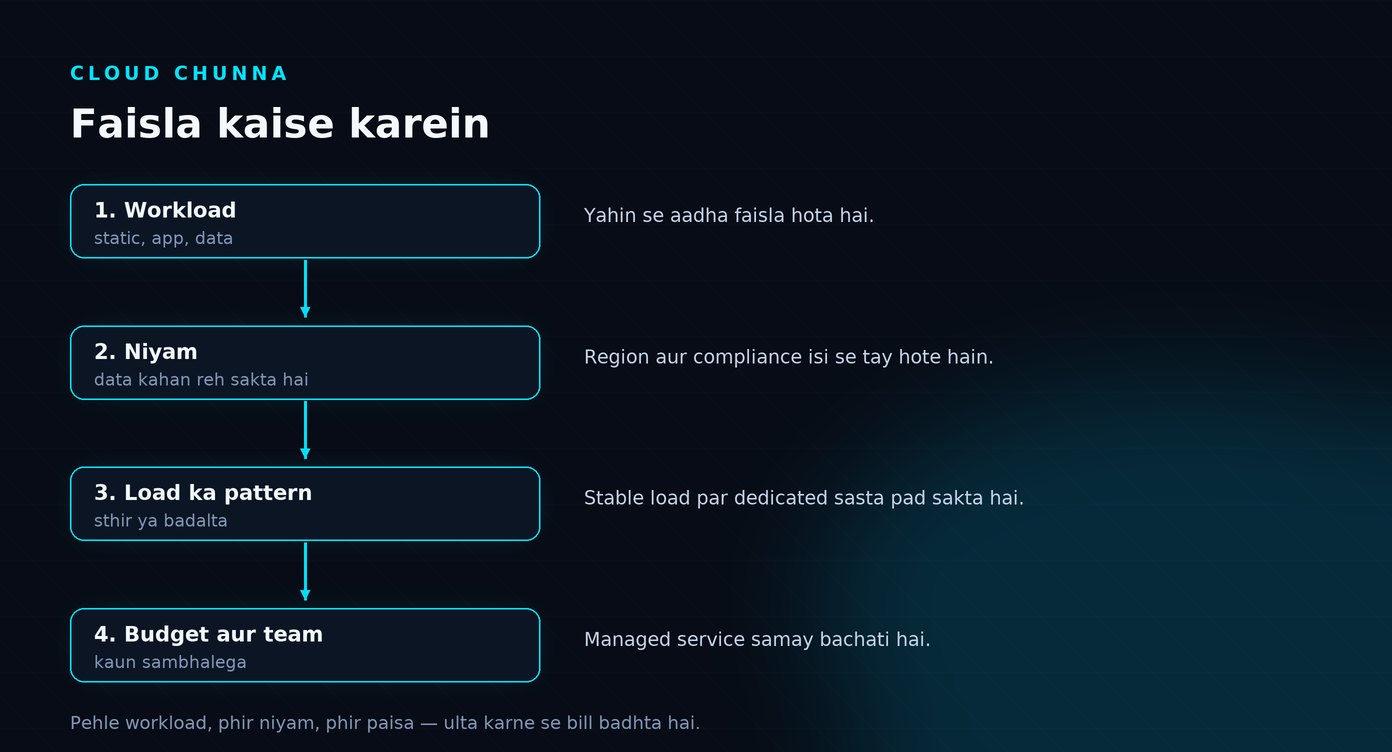 CLOUD CHUNNA
Faisla kaise karein
1. Workload
static, app, data
Yahin se aadha faisla hota hai.
2. Niyam
data kahan reh sakta hai
Region aur compliance isi se tay hote hain.
3. Load ka pattern
sthir ya badalta
Stable load par dedicated sasta pad sakta hai.
4. Budget aur team
kaun sambhalega
Managed service samay bachati hai.
Pehle workload, phir niyam, phir paisa — ulta karne se bill badhta hai.